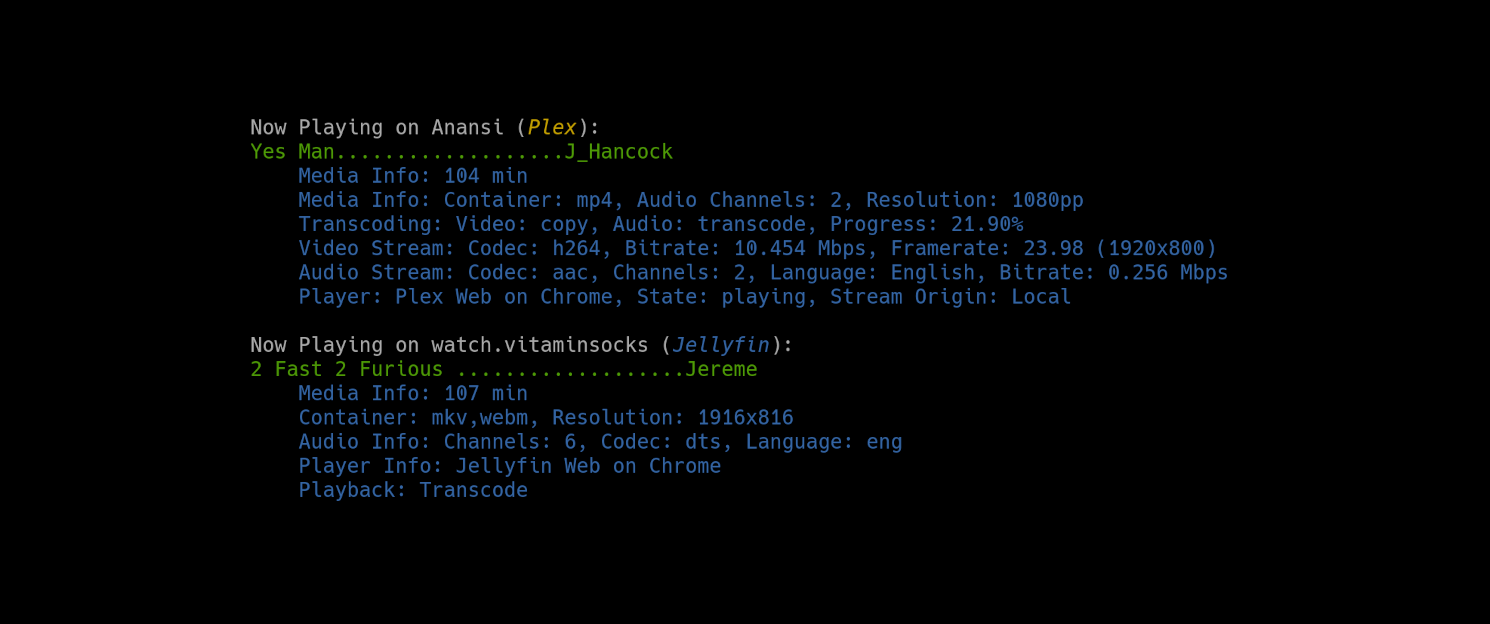 Now Playing on Anansi (Plex):
Yes Man...................J_Hancock
Media Info: 104 min
Media Info: Container: mp4, Audio Channels: 2, Resolution: 1080pp
Transcoding: Video: copy, Audio: transcode, Progress: 21.90%
Video Stream: Codec: h264, Bitrate: 10.454 Mbps, Framerate: 23.98 (1920x800)
Audio Stream: Codec: aac, Channels: 2, Language: English, Bitrate: 0.256 Mbps
Player: Plex Web on Chrome, State: playing, Stream Origin: Local
Now Playing on watch.vitaminsocks (Jellyfin):
2 Fast 2 Furious ...................Jereme
Media Info: 107 min
Container: mkv,webm, Resolution: 1916x816
Audio Info: Channels: 6, Codec: dts, Language: eng
Player Info: Jellyfin Web on Chrome
Playback: Transcode